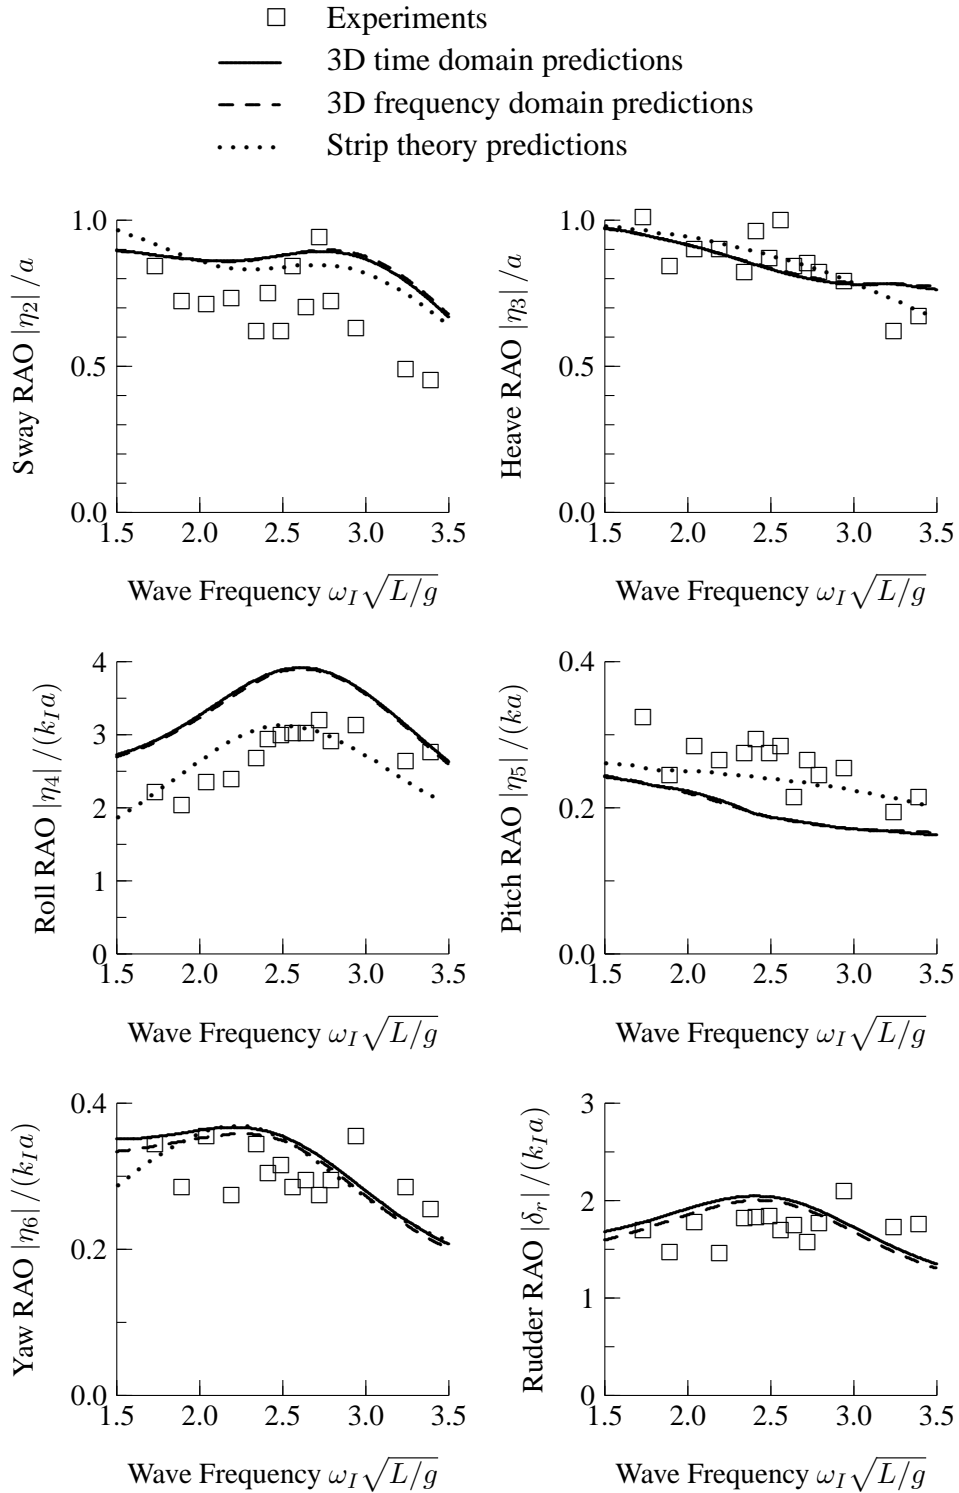 Experiments
3D time domain predictions
3D frequency domain predictions
Strip theory predictions
Sway RAO |η₂|/a
1.0
0.5
0.0
1.5 2.0 2.5 3.0 3.5
Wave Frequency ω_I√(L/g)
Heave RAO |η₃|/a
1.0
0.5
0.0
1.5 2.0 2.5 3.0 3.5
Wave Frequency ω_I√(L/g)
Roll RAO |η₄|/(k_I a)
4
3
2
1
0
1.5 2.0 2.5 3.0 3.5
Wave Frequency ω_I√(L/g)
Pitch RAO |η₅|/(ka)
0.4
0.2
0.0
1.5 2.0 2.5 3.0 3.5
Wave Frequency ω_I√(L/g)
Yaw RAO |η₆|/(k_I a)
0.4
0.2
0.0
1.5 2.0 2.5 3.0 3.5
Wave Frequency ω_I√(L/g)
Rudder RAO |δ_r|/(k_I a)
3
2
1
0
1.5 2.0 2.5 3.0 3.5
Wave Frequency ω_I√(L/g)